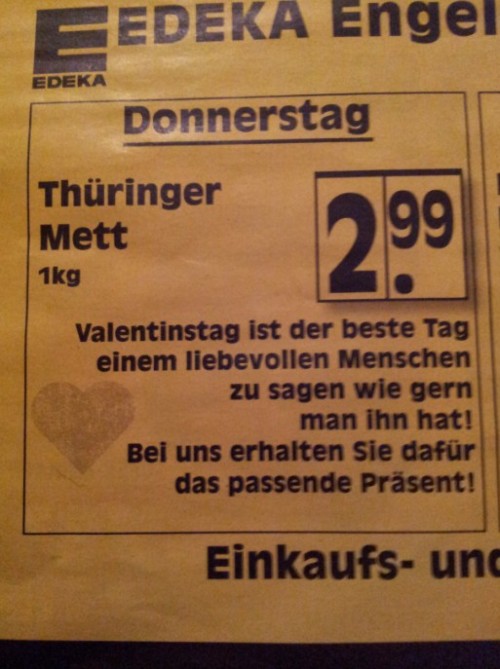 EDEKA Engel
EDEKA
Donnerstag
Thüringer
Mett
1kg
2.99
Valentinstag ist der beste Tag
einem liebevollen Menschen
zu sagen wie gern
man ihn hat!
Bei uns erhalten Sie dafür
das passende Präsent!
Einkaufs- und